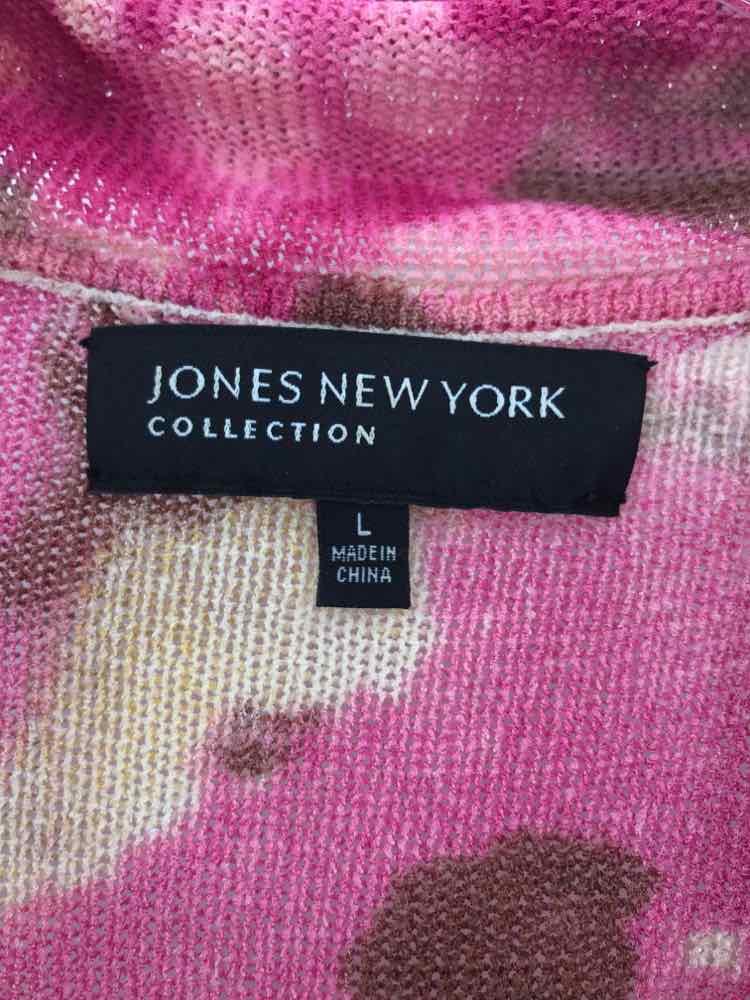 JONES NEW YORK
COLLECTION
L
MADE IN
CHINA